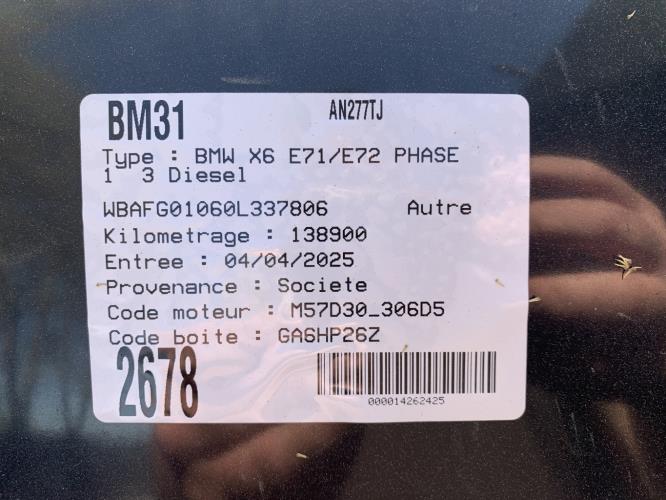 BM31 AN277TJ
Type : BMW X6 E71/E72 PHASE
1 3 Diesel
WBAFG01060L337806 Autre
Kilometrage : 138900
Entree : 04/04/2025
Provenance : Societe
Code moteur : M57D30_306D5
Code boite : GA6HP26Z
2678
000014262425